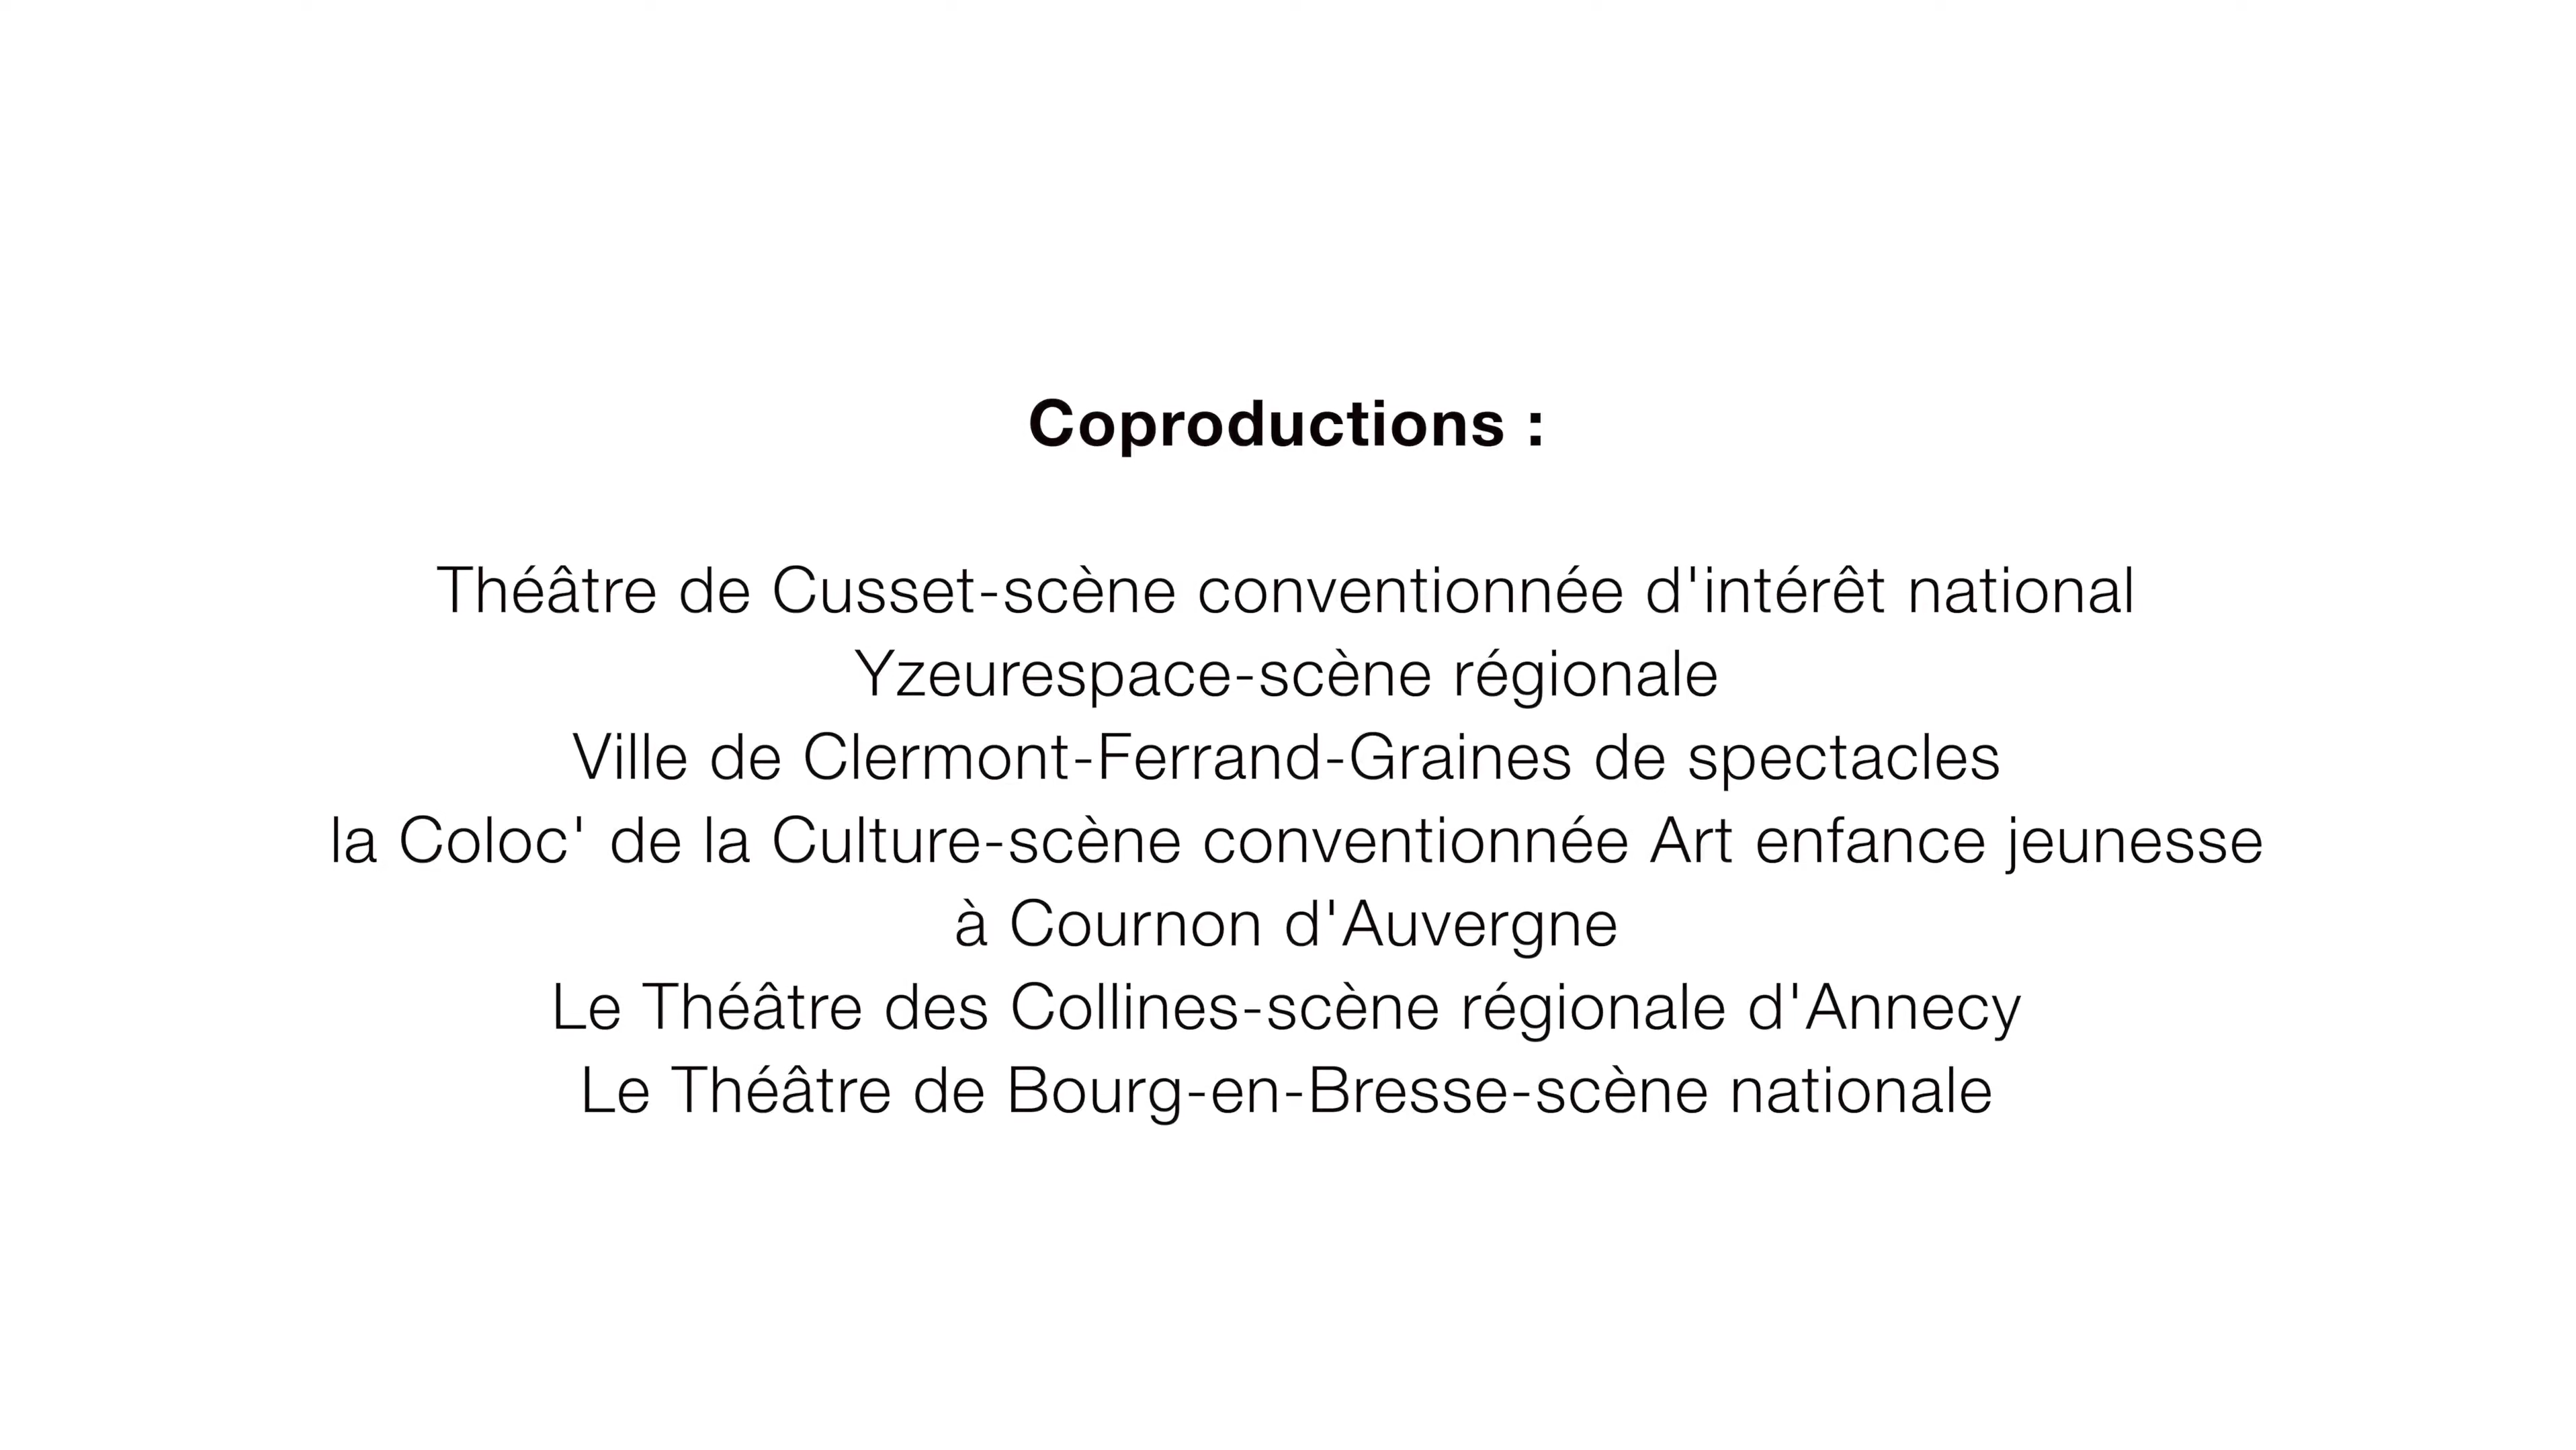 Coproductions :
Théâtre de Cusset-scène conventionnée d'intérêt national
Yzeurespace-scène régionale
Ville de Clermont-Ferrand-Graines de spectacles
la Coloc' de la Culture-scène conventionnée Art enfance jeunesse
à Cournon d'Auvergne
Le Théâtre des Collines-scène régionale d'Annecy
Le Théâtre de Bourg-en-Bresse-scène nationale